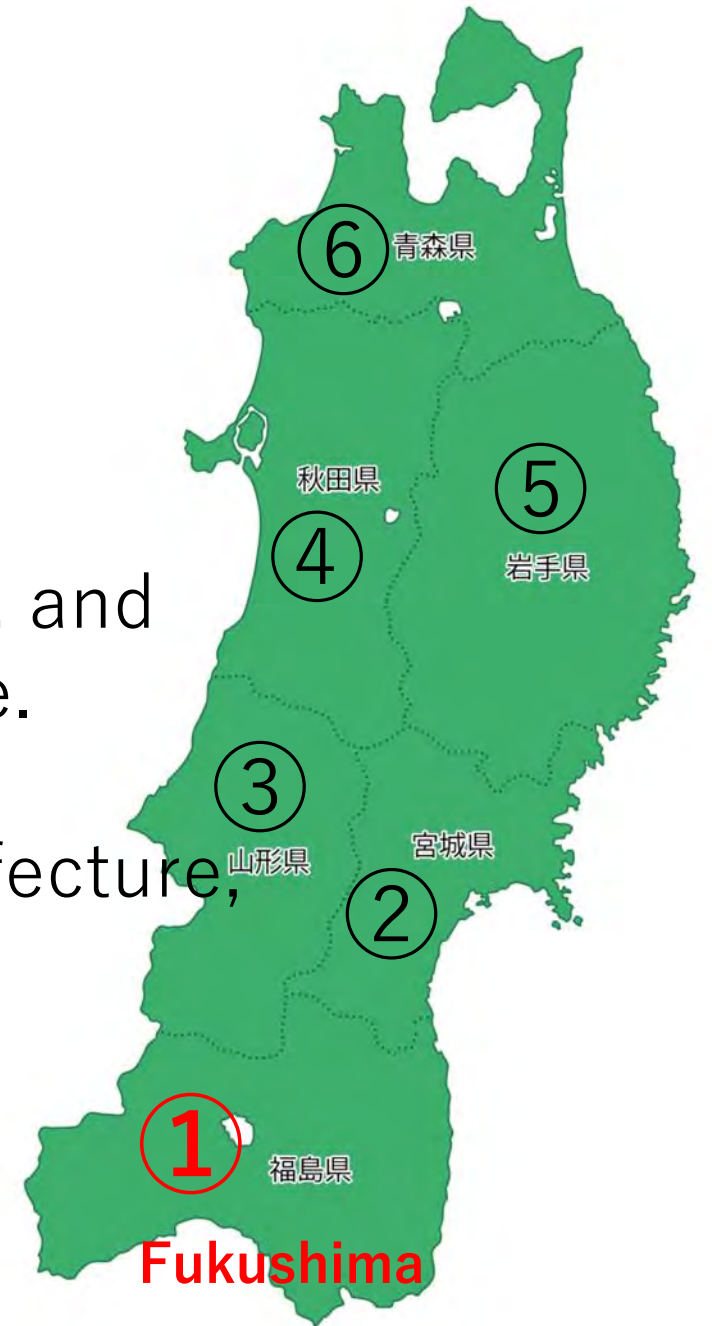 ⑥ 青森県
秋田県
⑤
④
岩手県
and
e.
③
宮城県
山形県
fecture,
②
①
福島県
Fukushima